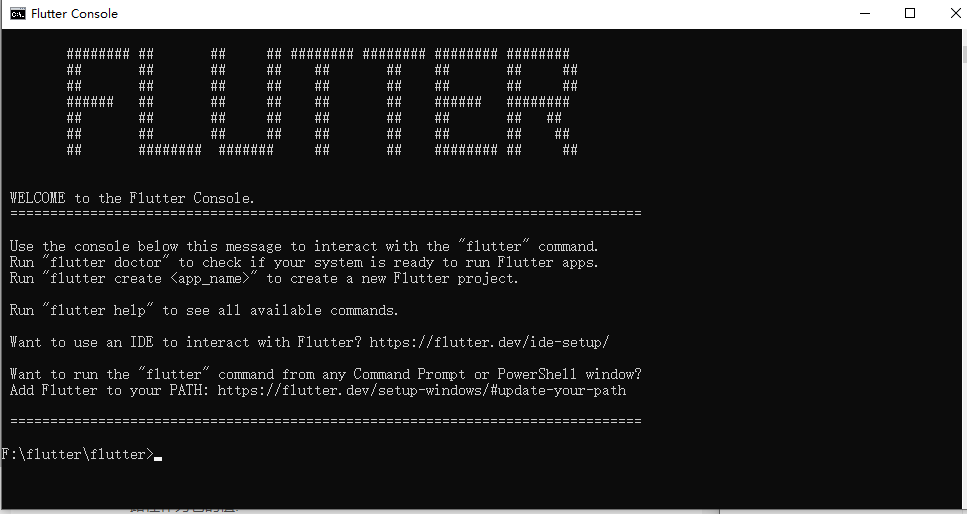 Flutter Console
FLUTTER
WELCOME to the Flutter Console.
===============================================================================
Use the console below this message to interact with the "flutter" command.
Run "flutter doctor" to check if your system is ready to run Flutter apps.
Run "flutter create <app_name>" to create a new Flutter project.
Run "flutter help" to see all available commands.
Want to use an IDE to interact with Flutter? https://flutter.dev/ide-setup/
Want to run the "flutter" command from any Command Prompt or PowerShell window?
Add Flutter to your PATH: https://flutter.dev/setup-windows/#update-your-path
===============================================================================
F:\flutter\flutter>